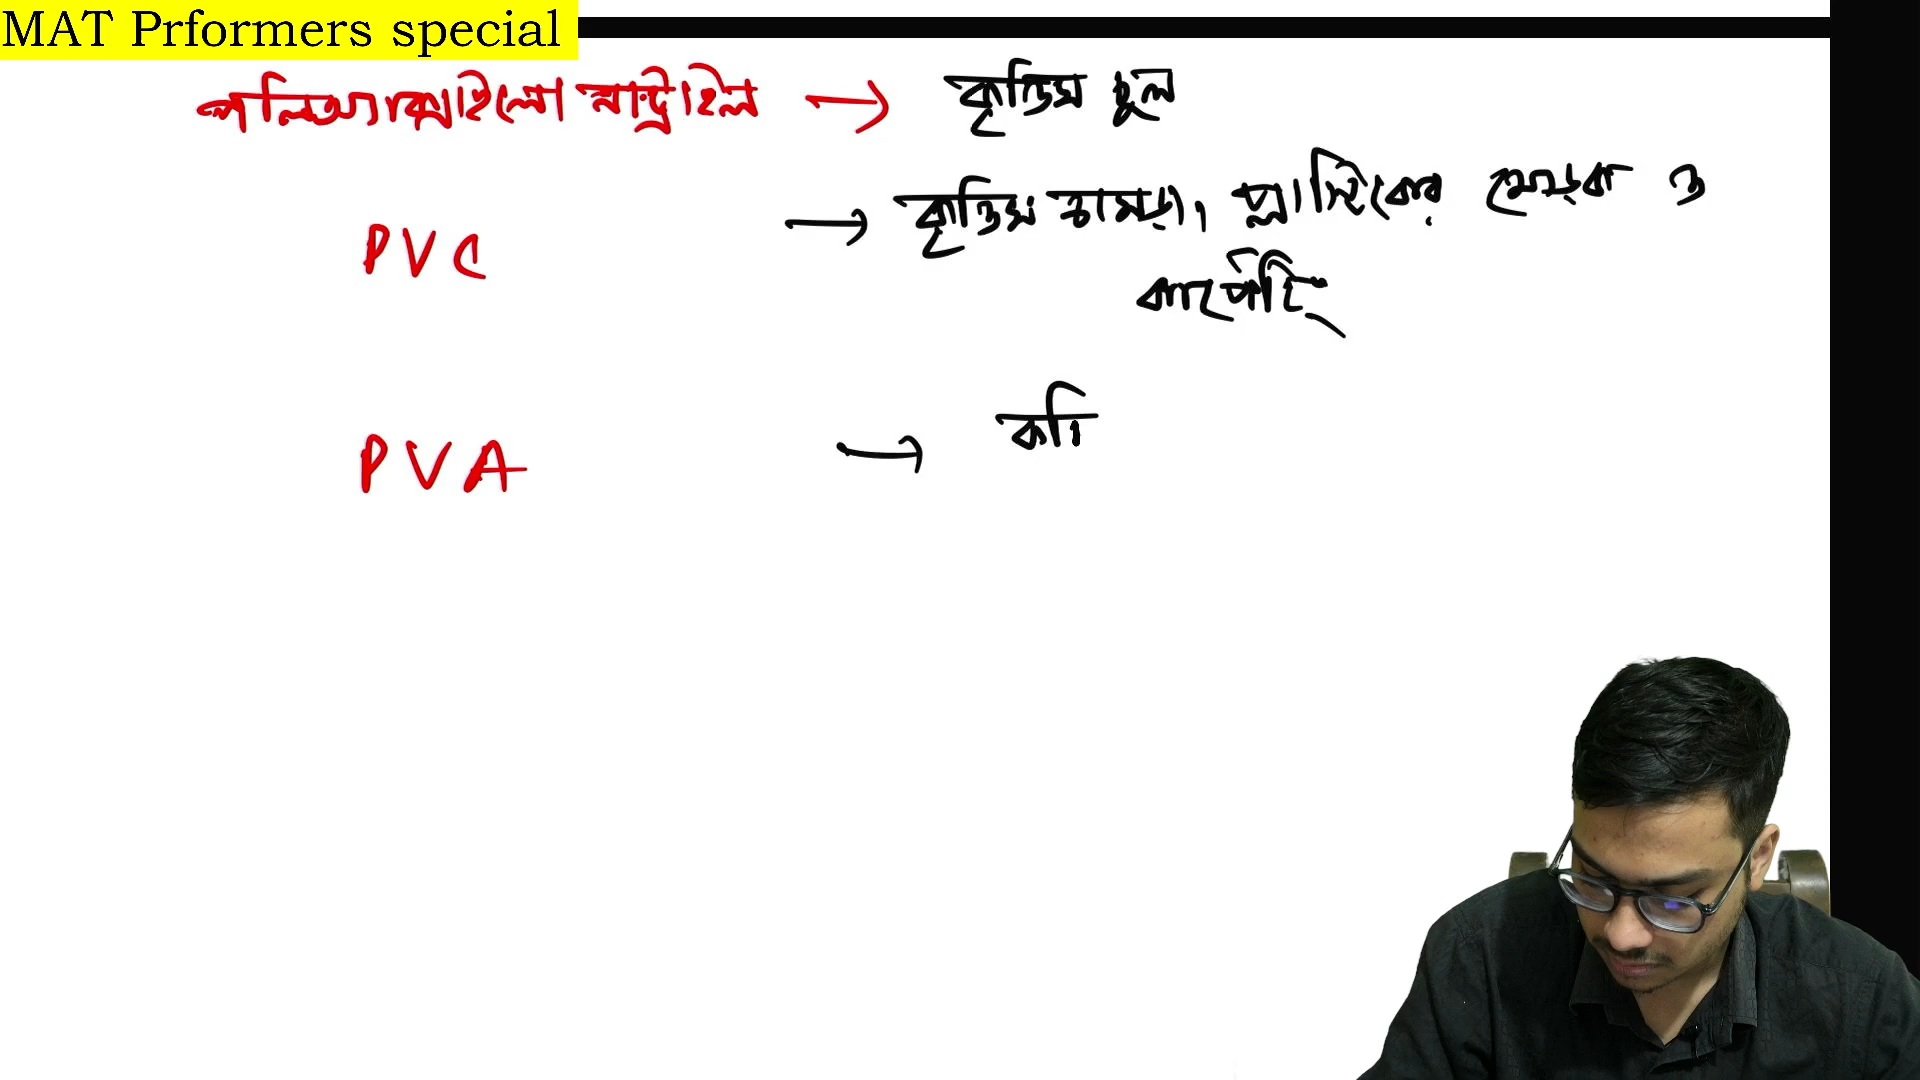 MAT Prformers special
পলিঅ্যাক্রাইলো নাইট্রাইল → কৃত্রিম চুল
PVC → কৃত্রিম চামড়া, প্লাস্টিকের মেঝে ও
কার্পেটিং
PVA →